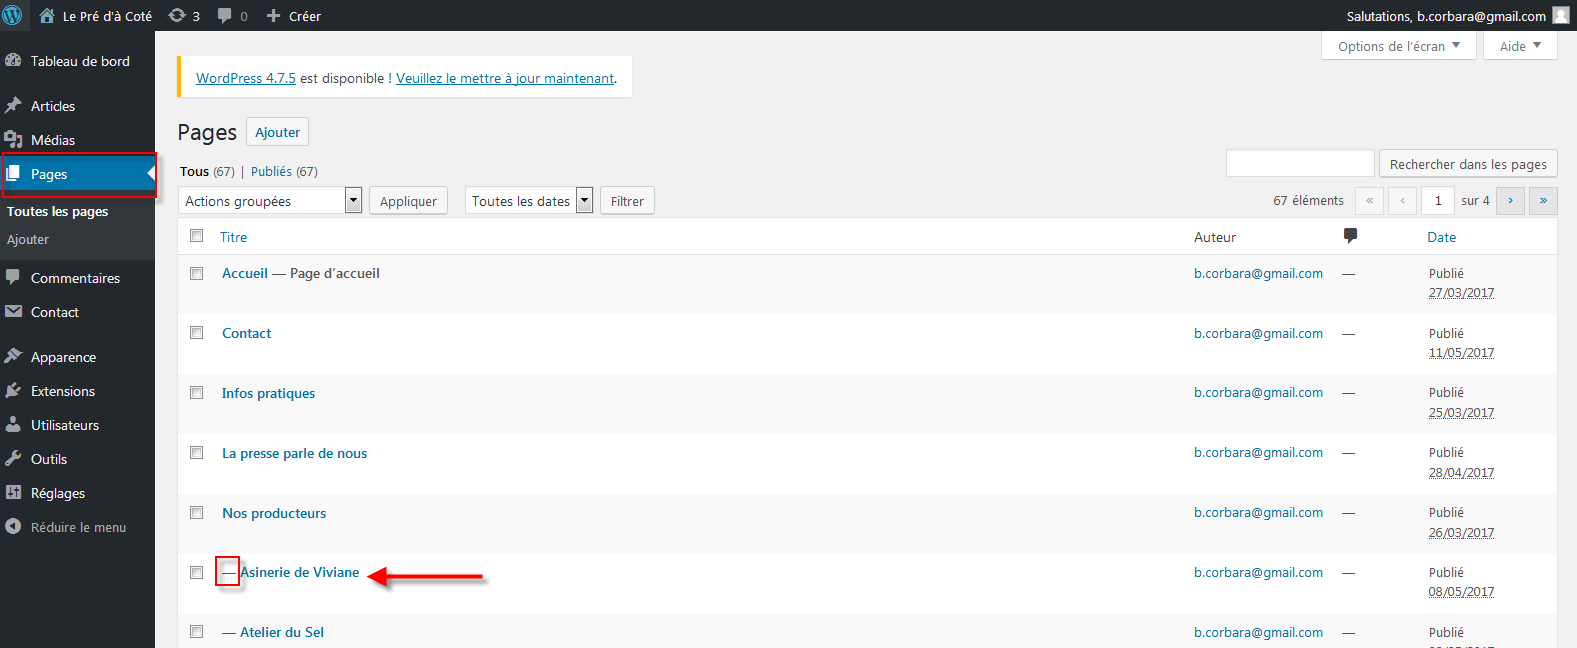 Le Pré d'à Coté 3 0 Créer Salutations, b.corbara@gmail.com
Options de l'écran Aide
Tableau de bord
Articles
Médias
Pages
Toutes les pages
Ajouter
Commentaires
Contact
Apparence
Extensions
Utilisateurs
Outils
Réglages
Réduire le menu
WordPress 4.7.5 est disponible ! Veuillez le mettre à jour maintenant.
Pages Ajouter
Tous (67) | Publiés (67)
Rechercher dans les pages
Actions groupées Appliquer Toutes les dates Filtrer 67 éléments « ‹ 1 sur 4 › »
Titre Auteur Date
Accueil — Page d’accueil b.corbara@gmail.com — Publié
27/03/2017
Contact b.corbara@gmail.com — Publié
11/05/2017
Infos pratiques b.corbara@gmail.com — Publié
25/03/2017
La presse parle de nous b.corbara@gmail.com — Publié
28/04/2017
Nos producteurs b.corbara@gmail.com — Publié
26/03/2017
— Asinerie de Viviane b.corbara@gmail.com — Publié
08/05/2017
— Atelier du Sel b.corbara@gmail.com — Publié